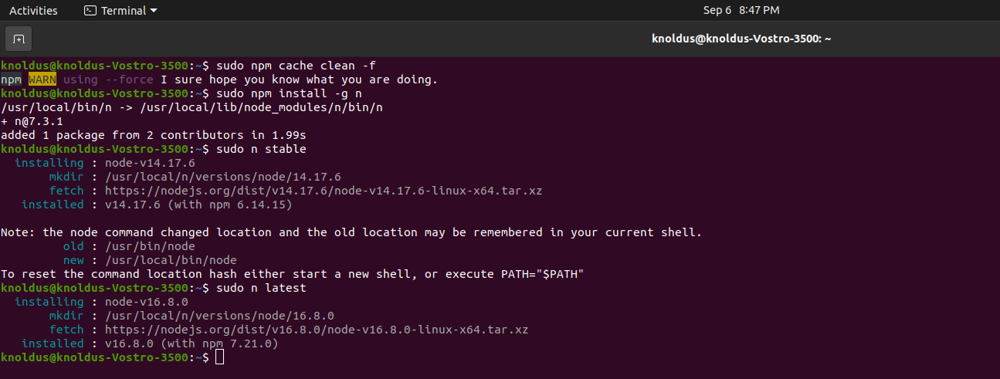 Activities Terminal Sep 6 8:47 PM
knoldus@knoldus-Vostro-3500: ~
knoldus@knoldus-Vostro-3500:~$ sudo npm cache clean -f
npm WARN using --force I sure hope you know what you are doing.
knoldus@knoldus-Vostro-3500:~$ sudo npm install -g n
/usr/local/bin/n -> /usr/local/lib/node_modules/n/bin/n
+ n@7.3.1
added 1 package from 2 contributors in 1.99s
knoldus@knoldus-Vostro-3500:~$ sudo n stable
installing : node-v14.17.6
mkdir : /usr/local/n/versions/node/14.17.6
fetch : https://nodejs.org/dist/v14.17.6/node-v14.17.6-linux-x64.tar.xz
installed : v14.17.6 (with npm 6.14.15)
Note: the node command changed location and the old location may be remembered in your current shell.
old : /usr/bin/node
new : /usr/local/bin/node
To reset the command location hash either start a new shell, or execute PATH="$PATH"
knoldus@knoldus-Vostro-3500:~$ sudo n latest
installing : node-v16.8.0
mkdir : /usr/local/n/versions/node/16.8.0
fetch : https://nodejs.org/dist/v16.8.0/node-v16.8.0-linux-x64.tar.xz
installed : v16.8.0 (with npm 7.21.0)
knoldus@knoldus-Vostro-3500:~$